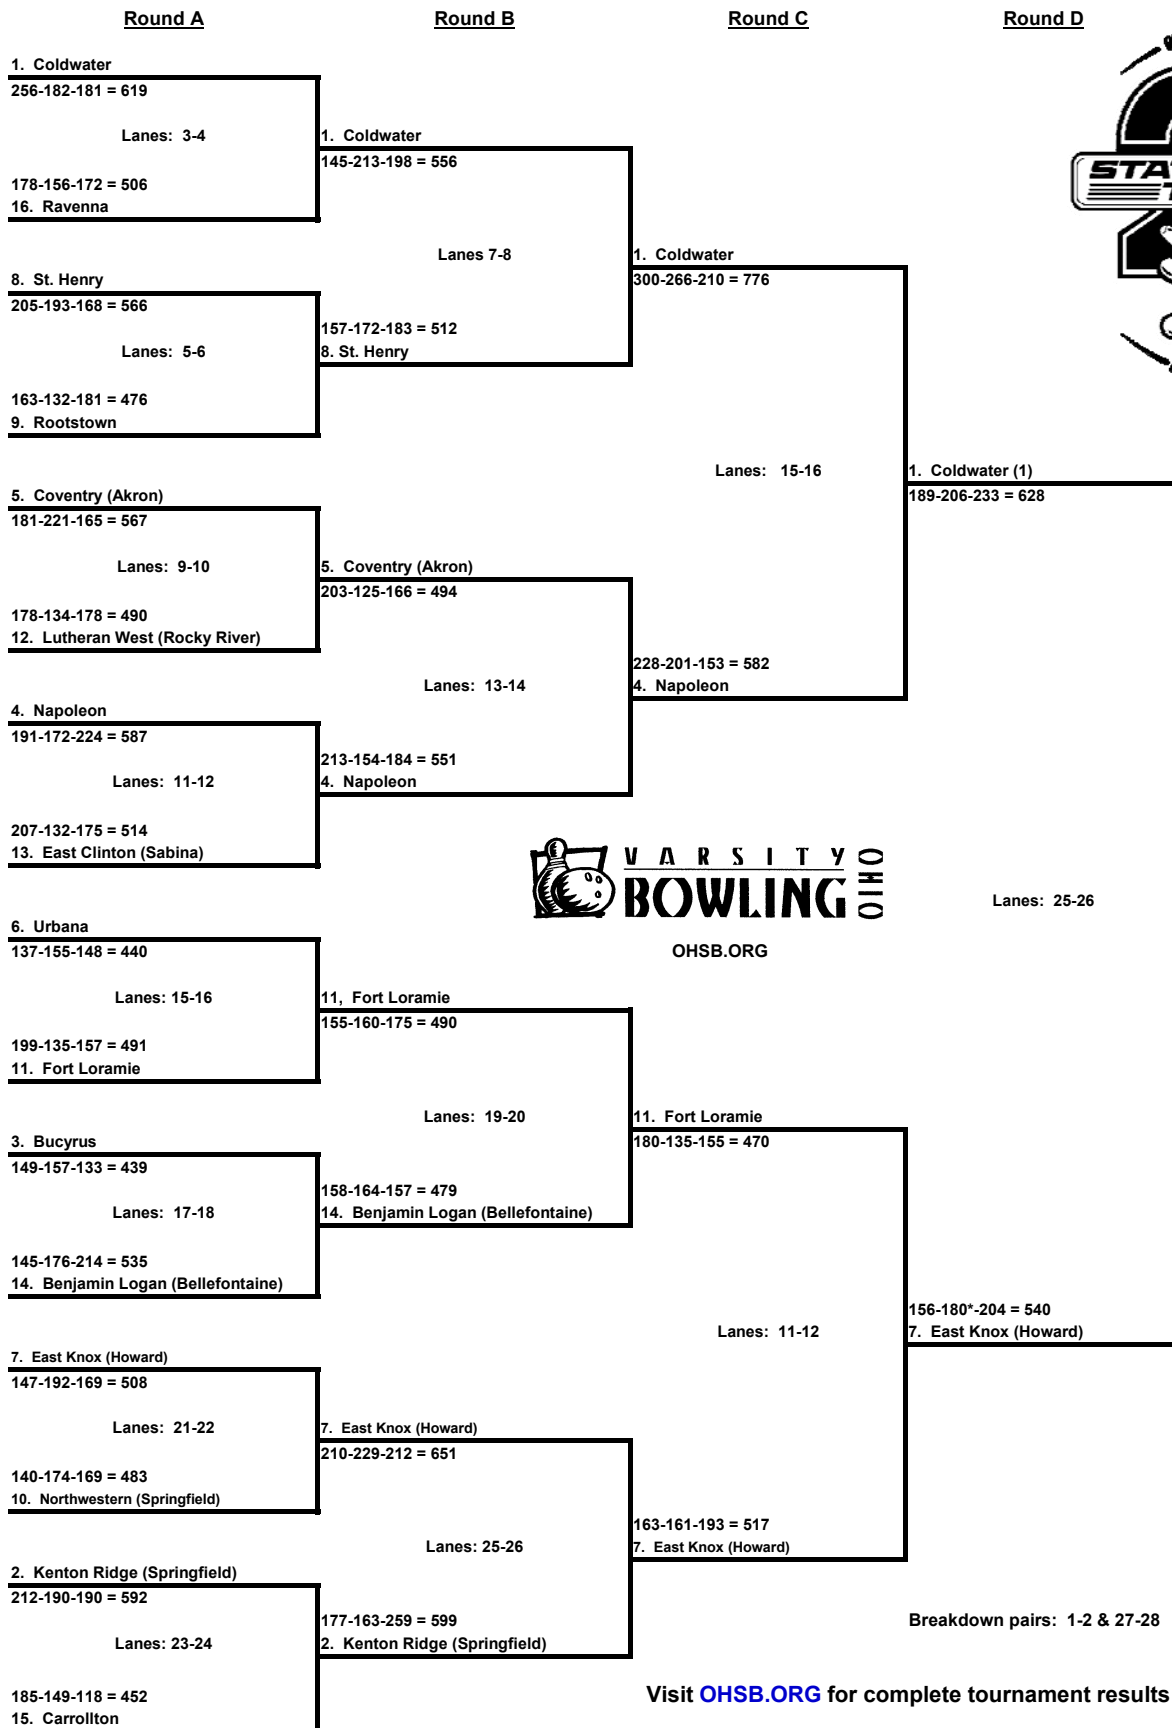 Round A Round B Round C Round D
1. Coldwater
256-182-181 = 619
Lanes: 3-4
178-156-172 = 506
16. Ravenna
8. St. Henry
205-193-168 = 566
Lanes: 5-6
163-132-181 = 476
9. Rootstown
5. Coventry (Akron)
181-221-165 = 567
Lanes: 9-10
178-134-178 = 490
12. Lutheran West (Rocky River)
4. Napoleon
191-172-224 = 587
Lanes: 11-12
207-132-175 = 514
13. East Clinton (Sabina)
6. Urbana
137-155-148 = 440
Lanes: 15-16
199-135-157 = 491
11. Fort Loramie
3. Bucyrus
149-157-133 = 439
Lanes: 17-18
145-176-214 = 535
14. Benjamin Logan (Bellefontaine)
7. East Knox (Howard)
147-192-169 = 508
Lanes: 21-22
140-174-169 = 483
10. Northwestern (Springfield)
2. Kenton Ridge (Springfield)
212-190-190 = 592
Lanes: 23-24
185-149-118 = 452
15. Carrollton
1. Coldwater
145-213-198 = 556
Lanes 7-8
157-172-183 = 512
8. St. Henry
5. Coventry (Akron)
203-125-166 = 494
Lanes: 13-14
213-154-184 = 551
4. Napoleon
11, Fort Loramie
155-160-175 = 490
Lanes: 19-20
158-164-157 = 479
14. Benjamin Logan (Bellefontaine)
7. East Knox (Howard)
210-229-212 = 651
Lanes: 25-26
177-163-259 = 599
2. Kenton Ridge (Springfield)
1. Coldwater
300-266-210 = 776
Lanes: 15-16
228-201-153 = 582
4. Napoleon
VARSITY
BOWLING
OHIO
OHSB.ORG
11. Fort Loramie
180-135-155 = 470
Lanes: 11-12
163-161-193 = 517
7. East Knox (Howard)
1. Coldwater (1)
189-206-233 = 628
Lanes: 25-26
156-180*-204 = 540
7. East Knox (Howard)
Breakdown pairs: 1-2 & 27-28
Visit OHSB.ORG for complete tournament results